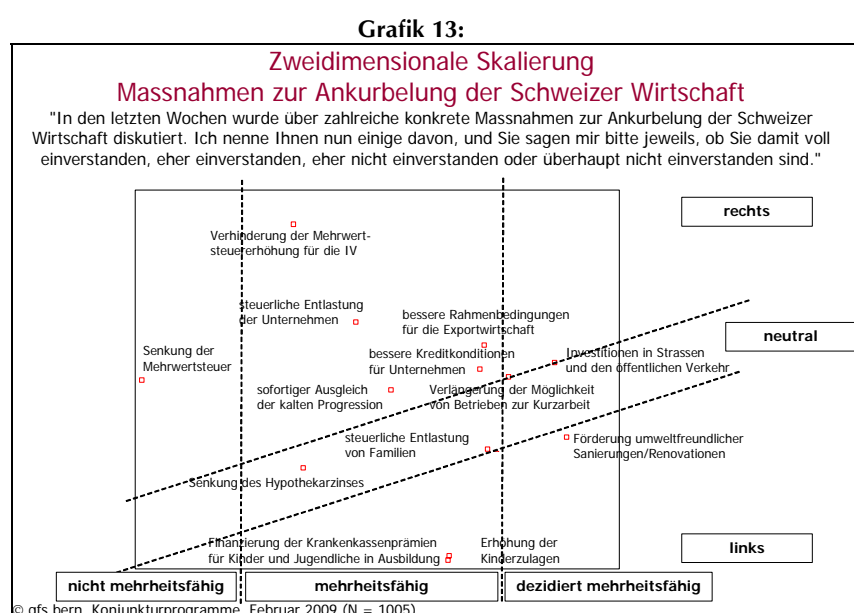 Grafik 13:
Zweidimensionale Skalierung
Massnahmen zur Ankurbelung der Schweizer Wirtschaft
"In den letzten Wochen wurde über zahlreiche konkrete Massnahmen zur Ankurbelung der Schweizer
Wirtschaft diskutiert. Ich nenne Ihnen nun einige davon, und Sie sagen mir bitte jeweils, ob Sie damit voll
einverstanden, eher einverstanden, eher nicht einverstanden oder überhaupt nicht einverstanden sind."
rechts
Verhinderung der Mehrwert-
steuererhöhung für die IV
steuerliche Entlastung
der Unternehmen
bessere Rahmenbedingungen
für die Exportwirtschaft
neutral
Senkung der
Mehrwertsteuer
bessere Kreditkonditionen
für Unternehmen
Investitionen in Strassen
und den öffentlichen Verkehr
sofortiger Ausgleich
der kalten Progression
Verlängerung der Möglichkeit
von Betrieben zur Kurzarbeit
steuerliche Entlastung
von Familien
Förderung umweltfreundlicher
Sanierungen/Renovationen
Senkung des Hypothekarzinses
Finanzierung der Krankenkassenprämien
für Kinder und Jugendliche in Ausbildung
Erhöhung der
Kinderzulagen
links
nicht mehrheitsfähig
mehrheitsfähig
dezidiert mehrheitsfähig
© gfs.bern, Konjunkturprogramme, Februar 2009 (N = 1005)